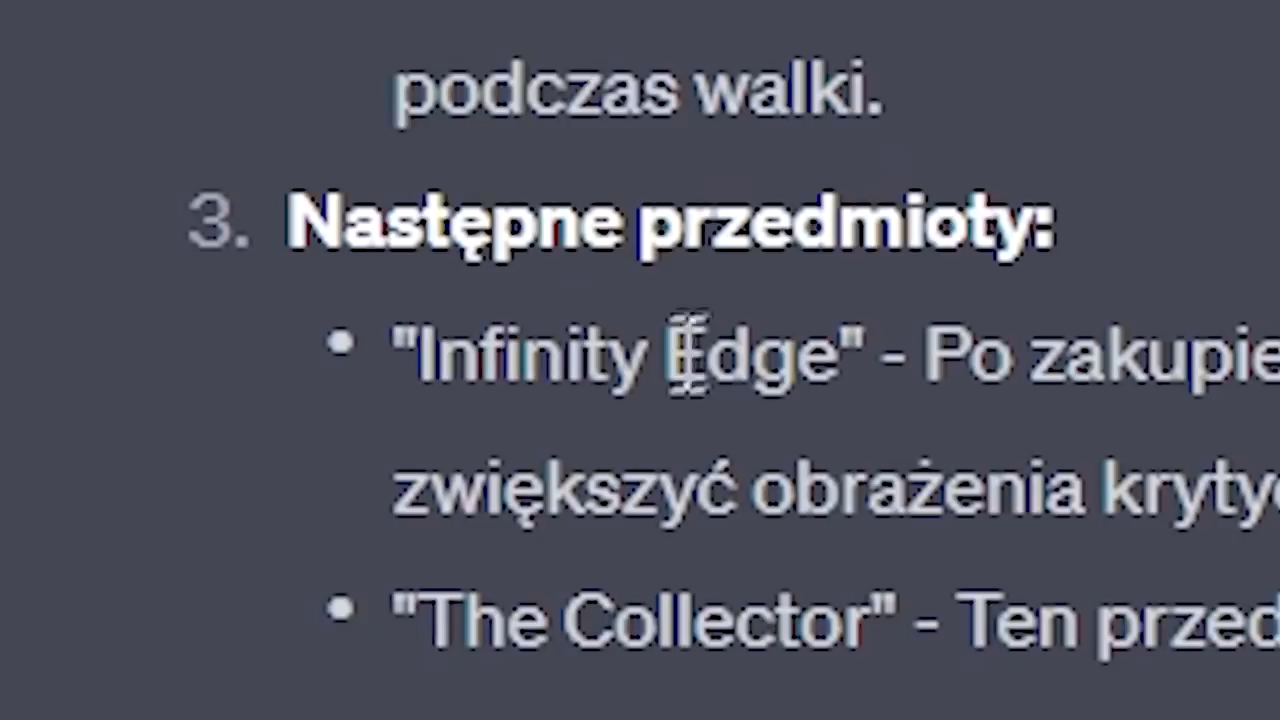 podczas walki.
3. Następne przedmioty:
• "Infinity Edge" - Po zakupie
zwiększyć obrażenia kryty
• "The Collector" - Ten przed